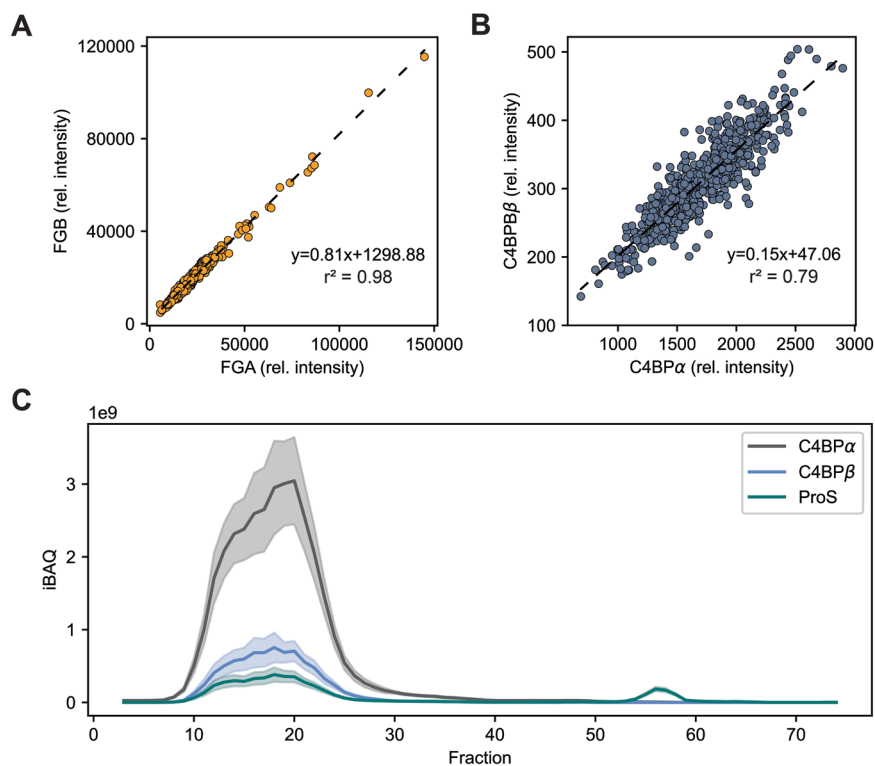 A
120000
80000
40000
0
FGB (rel. intensity)
y=0.81x+1298.88
r² = 0.98
0 50000 100000 150000
FGA (rel. intensity)
B
500
400
300
200
100
C4BPBβ (rel. intensity)
y=0.15x+47.06
r² = 0.79
1000 1500 2000 2500 3000
C4BPα (rel. intensity)
C
1e9
3
2
1
0
iBAQ
C4BPα
C4BPβ
ProS
0 10 20 30 40 50 60 70
Fraction